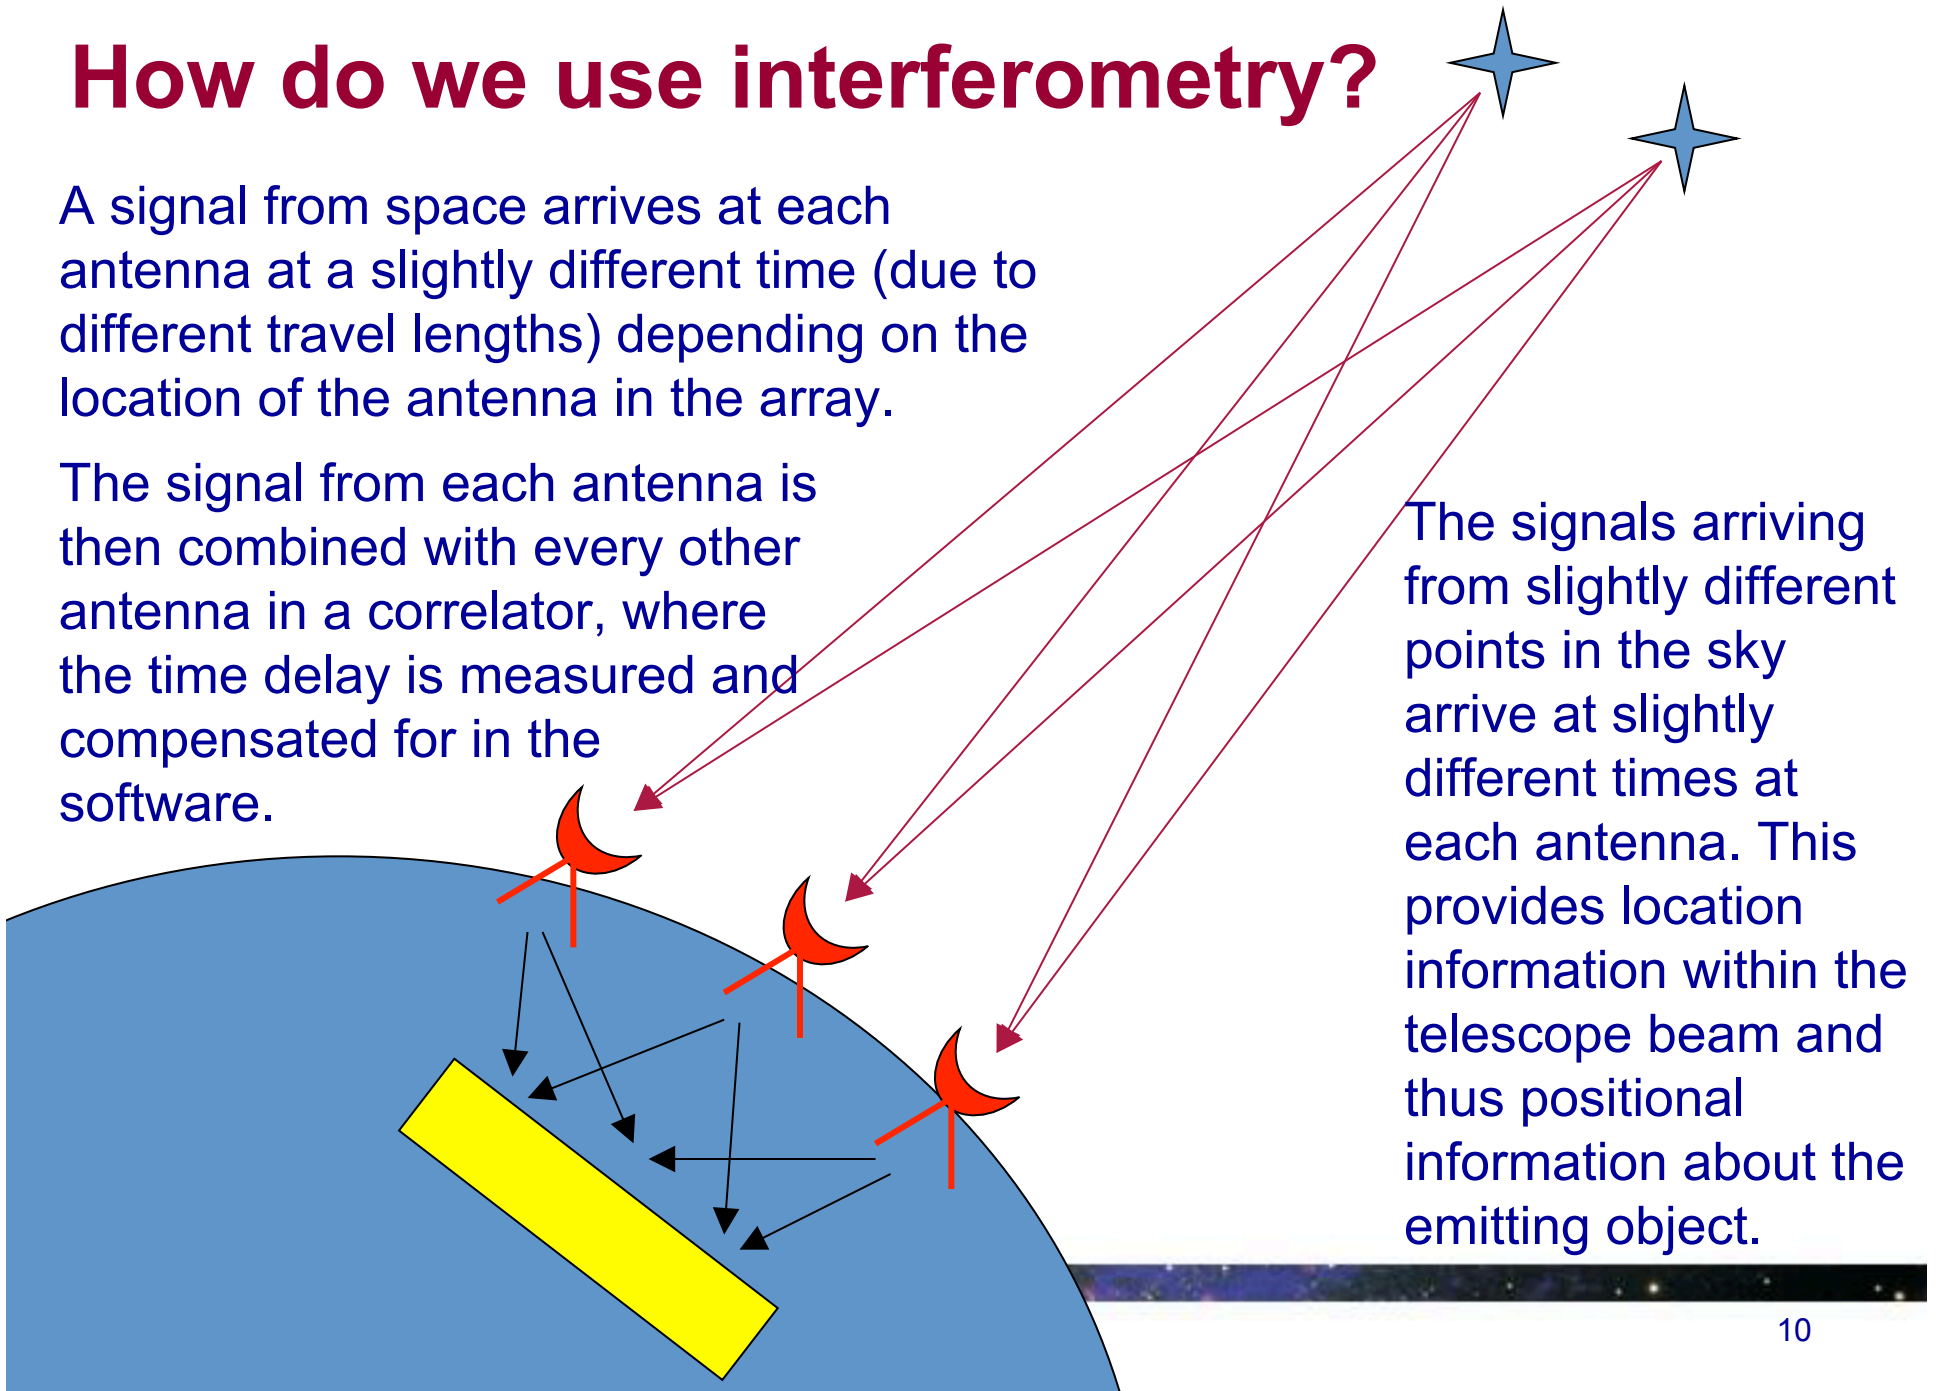 How do we use interferometry?
A signal from space arrives at each
antenna at a slightly different time (due to
different travel lengths) depending on the
location of the antenna in the array.
The signal from each antenna is
then combined with every other
antenna in a correlator, where
the time delay is measured and
compensated for in the
software.
The signals arriving
from slightly different
points in the sky
arrive at slightly
different times at
each antenna. This
provides location
information within the
telescope beam and
thus positional
information about the
emitting object.
10